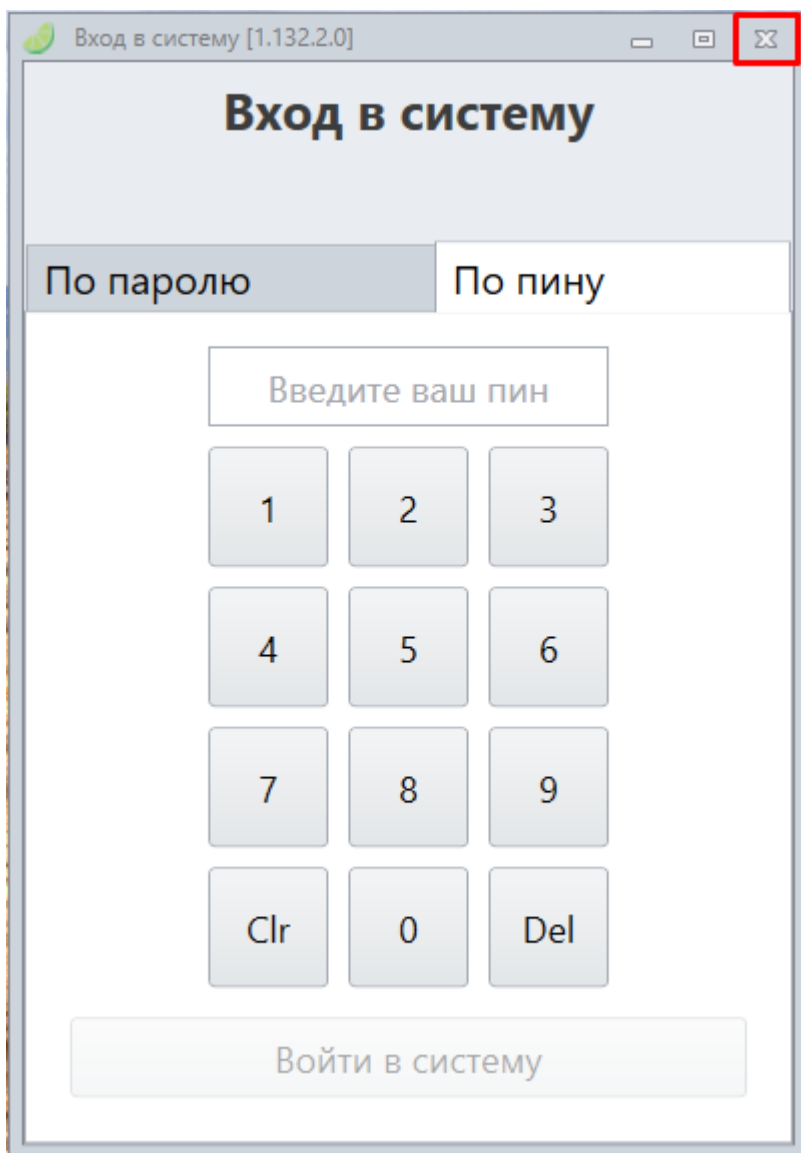 Вход в систему [1.132.2.0]
Вход в систему
По паролю По пину
Введите ваш пин
1 2 3
4 5 6
7 8 9
Clr 0 Del
Войти в систему